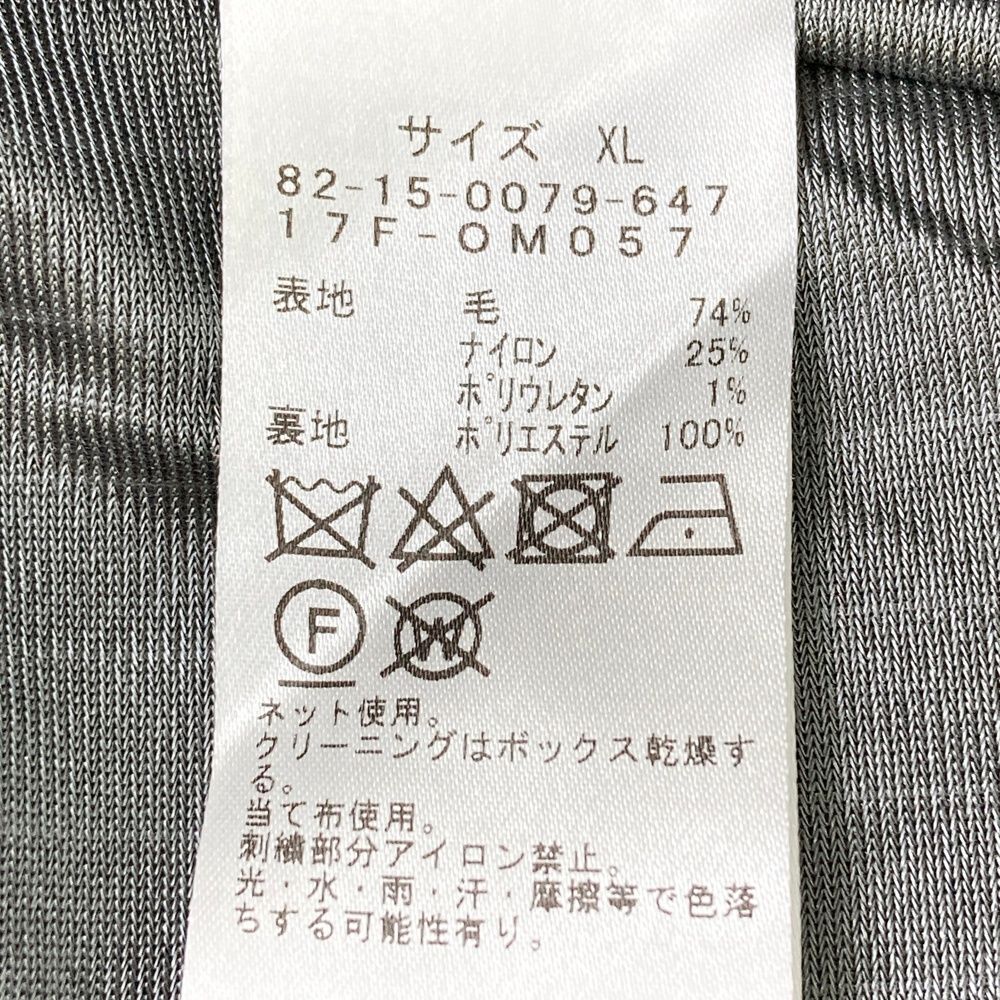 サイズ XL
82-15-0079-647
17F-OM057
表地 毛 74%
ナイロン 25%
ポリウレタン 1%
裏地 ポリエステル 100%
F
W
ネット使用。
クリーニングはボックス乾燥す
る。
当て布使用。
刺繍部分アイロン禁止。
光・水・雨・汗・摩擦等で色落
ちする可能性有り。